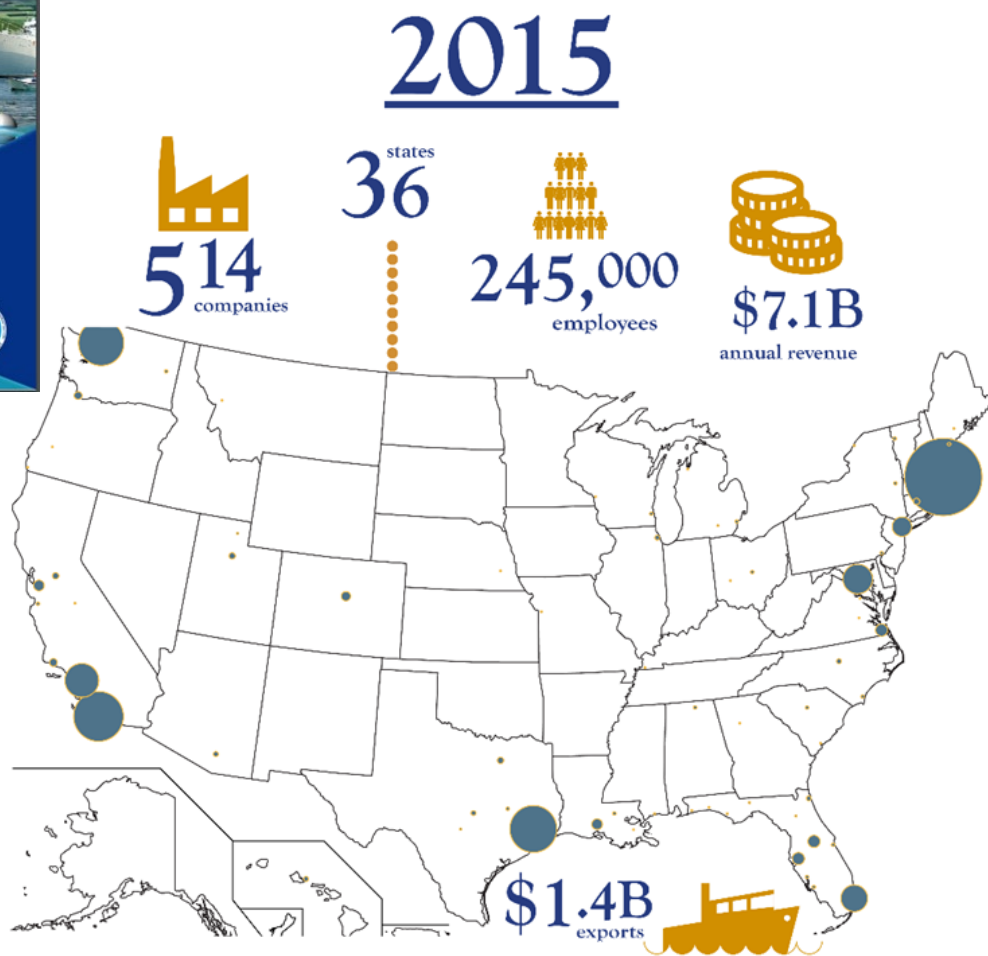 2015
514
companies
states
36
245,000
employees
$7.1B
annual revenue
$1.4B
exports